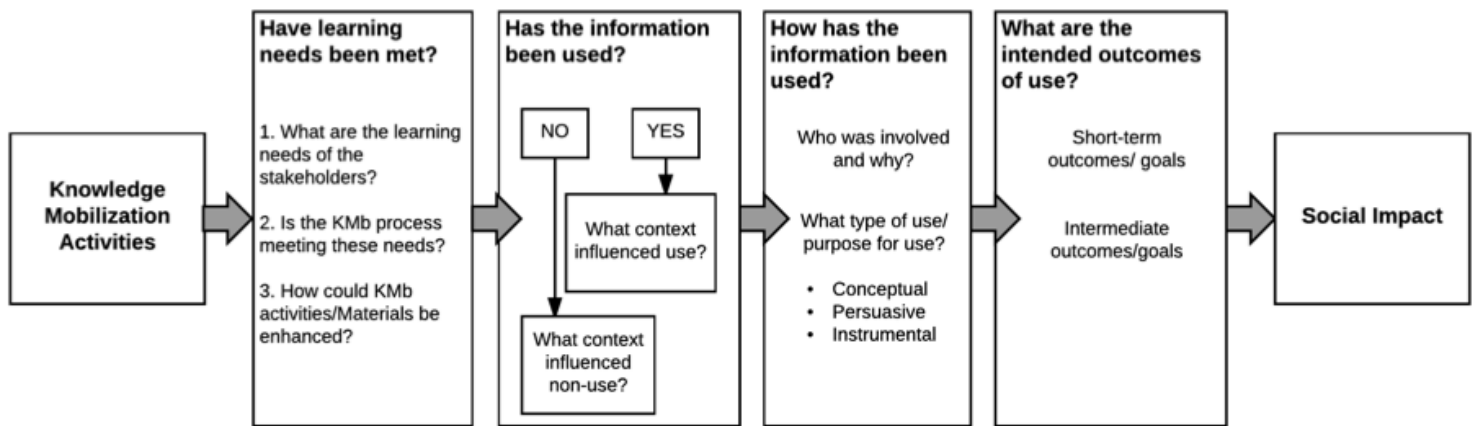 Knowledge
Mobilization
Activities
Have learning
needs been met?
1. What are the learning
needs of the
stakeholders?
2. Is the KMb process
meeting these needs?
3. How could KMb
activities/Materials be
enhanced?
Has the information
been used?
NO
YES
What context
influenced use?
What context
influenced
non-use?
How has the
information been
used?
Who was involved
and why?
What type of use/
purpose for use?
• Conceptual
• Persuasive
• Instrumental
What are the
intended outcomes
of use?
Short-term
outcomes/ goals
Intermediate
outcomes/goals
Social Impact